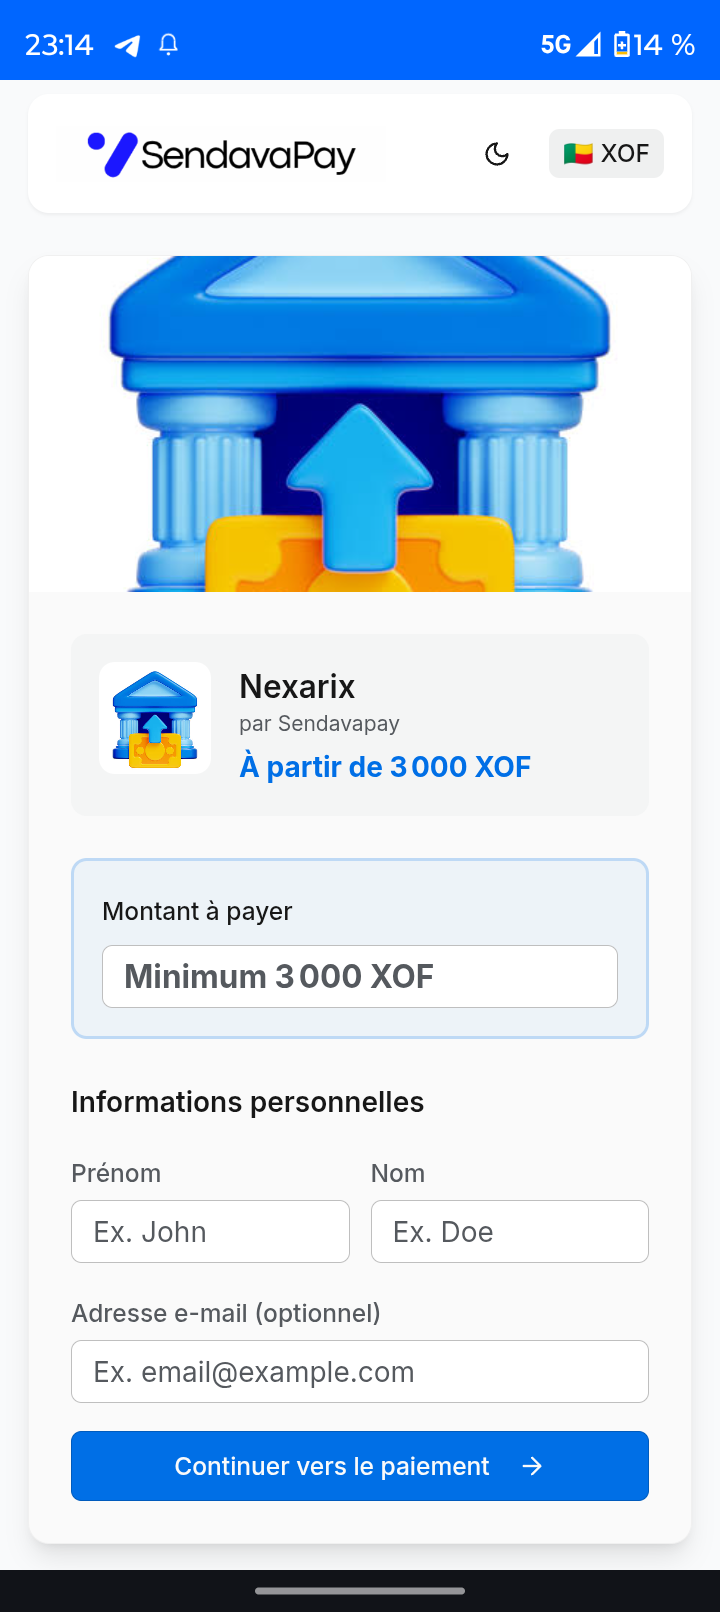 23:14
5G
14 %
SendavaPay
🇧🇯 XOF
Nexarix
par Sendavapay
À partir de 3 000 XOF
Montant à payer
Minimum 3 000 XOF
Informations personnelles
Prénom
Nom
Ex. John
Ex. Doe
Adresse e-mail (optionnel)
Ex. email@example.com
Continuer vers le paiement →